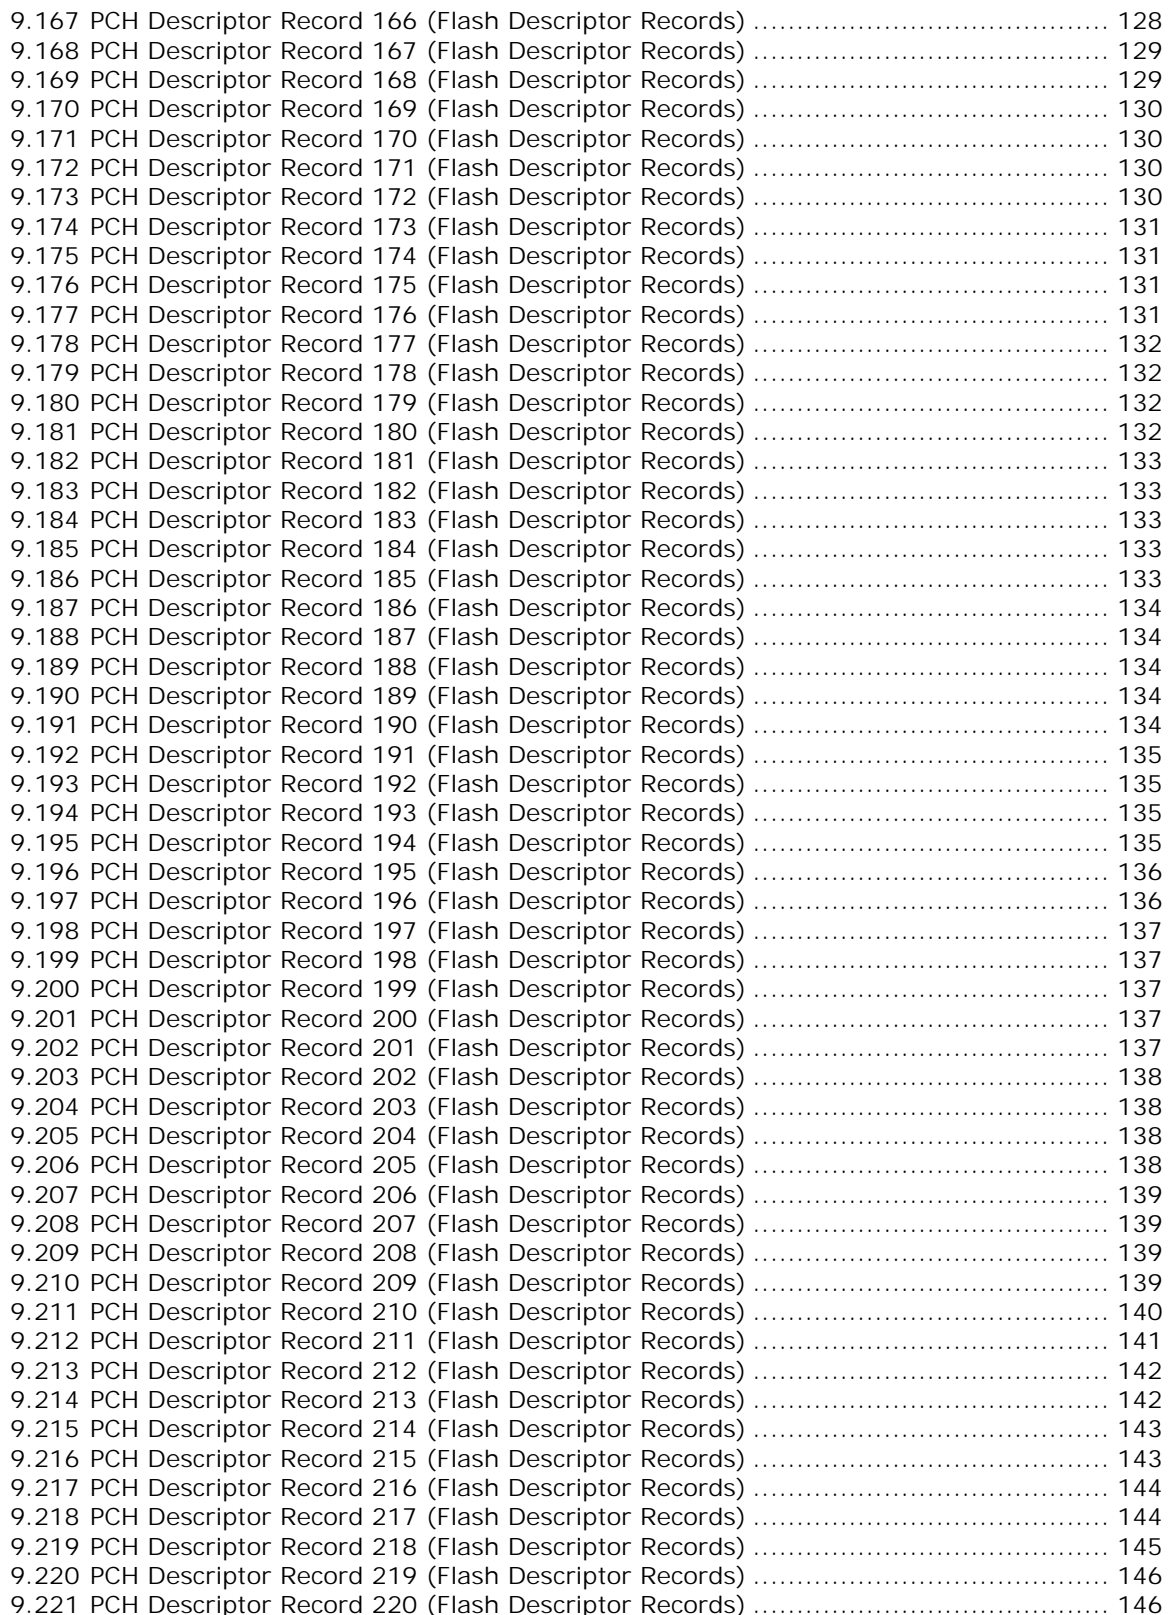 9.167 PCH Descriptor Record 166 (Flash Descriptor Records) ........................................ 128
9.168 PCH Descriptor Record 167 (Flash Descriptor Records) ........................................ 129
9.169 PCH Descriptor Record 168 (Flash Descriptor Records) ........................................ 129
9.170 PCH Descriptor Record 169 (Flash Descriptor Records) ........................................ 130
9.171 PCH Descriptor Record 170 (Flash Descriptor Records) ........................................ 130
9.172 PCH Descriptor Record 171 (Flash Descriptor Records) ........................................ 130
9.173 PCH Descriptor Record 172 (Flash Descriptor Records) ........................................ 130
9.174 PCH Descriptor Record 173 (Flash Descriptor Records) ........................................ 131
9.175 PCH Descriptor Record 174 (Flash Descriptor Records) ........................................ 131
9.176 PCH Descriptor Record 175 (Flash Descriptor Records) ........................................ 131
9.177 PCH Descriptor Record 176 (Flash Descriptor Records) ........................................ 131
9.178 PCH Descriptor Record 177 (Flash Descriptor Records) ........................................ 132
9.179 PCH Descriptor Record 178 (Flash Descriptor Records) ........................................ 132
9.180 PCH Descriptor Record 179 (Flash Descriptor Records) ........................................ 132
9.181 PCH Descriptor Record 180 (Flash Descriptor Records) ........................................ 132
9.182 PCH Descriptor Record 181 (Flash Descriptor Records) ........................................ 133
9.183 PCH Descriptor Record 182 (Flash Descriptor Records) ........................................ 133
9.184 PCH Descriptor Record 183 (Flash Descriptor Records) ........................................ 133
9.185 PCH Descriptor Record 184 (Flash Descriptor Records) ........................................ 133
9.186 PCH Descriptor Record 185 (Flash Descriptor Records) ........................................ 133
9.187 PCH Descriptor Record 186 (Flash Descriptor Records) ........................................ 134
9.188 PCH Descriptor Record 187 (Flash Descriptor Records) ........................................ 134
9.189 PCH Descriptor Record 188 (Flash Descriptor Records) ........................................ 134
9.190 PCH Descriptor Record 189 (Flash Descriptor Records) ........................................ 134
9.191 PCH Descriptor Record 190 (Flash Descriptor Records) ........................................ 134
9.192 PCH Descriptor Record 191 (Flash Descriptor Records) ........................................ 135
9.193 PCH Descriptor Record 192 (Flash Descriptor Records) ........................................ 135
9.194 PCH Descriptor Record 193 (Flash Descriptor Records) ........................................ 135
9.195 PCH Descriptor Record 194 (Flash Descriptor Records) ........................................ 135
9.196 PCH Descriptor Record 195 (Flash Descriptor Records) ........................................ 136
9.197 PCH Descriptor Record 196 (Flash Descriptor Records) ........................................ 136
9.198 PCH Descriptor Record 197 (Flash Descriptor Records) ........................................ 137
9.199 PCH Descriptor Record 198 (Flash Descriptor Records) ........................................ 137
9.200 PCH Descriptor Record 199 (Flash Descriptor Records) ........................................ 137
9.201 PCH Descriptor Record 200 (Flash Descriptor Records) ........................................ 137
9.202 PCH Descriptor Record 201 (Flash Descriptor Records) ........................................ 137
9.203 PCH Descriptor Record 202 (Flash Descriptor Records) ........................................ 138
9.204 PCH Descriptor Record 203 (Flash Descriptor Records) ........................................ 138
9.205 PCH Descriptor Record 204 (Flash Descriptor Records) ........................................ 138
9.206 PCH Descriptor Record 205 (Flash Descriptor Records) ........................................ 138
9.207 PCH Descriptor Record 206 (Flash Descriptor Records) ........................................ 139
9.208 PCH Descriptor Record 207 (Flash Descriptor Records) ........................................ 139
9.209 PCH Descriptor Record 208 (Flash Descriptor Records) ........................................ 139
9.210 PCH Descriptor Record 209 (Flash Descriptor Records) ........................................ 139
9.211 PCH Descriptor Record 210 (Flash Descriptor Records) ........................................ 140
9.212 PCH Descriptor Record 211 (Flash Descriptor Records) ........................................ 141
9.213 PCH Descriptor Record 212 (Flash Descriptor Records) ........................................ 142
9.214 PCH Descriptor Record 213 (Flash Descriptor Records) ........................................ 142
9.215 PCH Descriptor Record 214 (Flash Descriptor Records) ........................................ 143
9.216 PCH Descriptor Record 215 (Flash Descriptor Records) ........................................ 143
9.217 PCH Descriptor Record 216 (Flash Descriptor Records) ........................................ 144
9.218 PCH Descriptor Record 217 (Flash Descriptor Records) ........................................ 144
9.219 PCH Descriptor Record 218 (Flash Descriptor Records) ........................................ 145
9.220 PCH Descriptor Record 219 (Flash Descriptor Records) ........................................ 146
9.221 PCH Descriptor Record 220 (Flash Descriptor Records) ........................................ 146